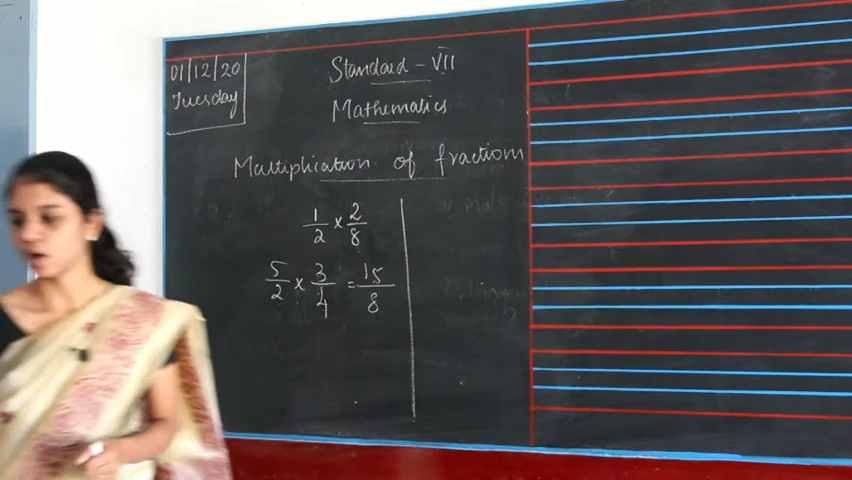 01/12/20
Tuesday
Standard - VII
Mathematics
Multiplication of fractions
1/2 × 2/8
5/2 × 3/4 = 15/8